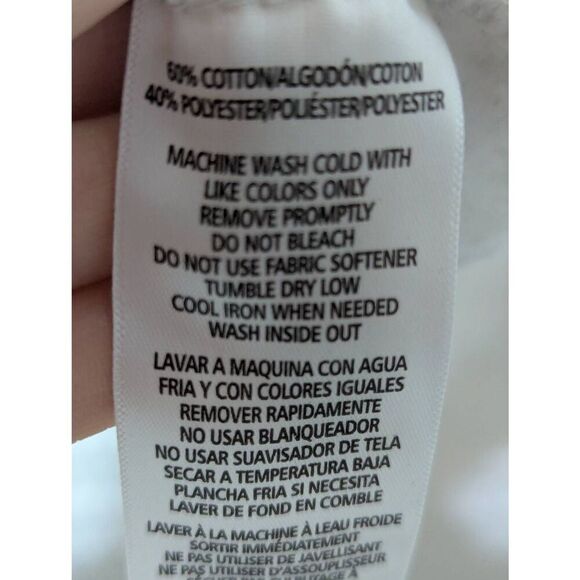 60% COTTON/ALGODÓN/COTON
40% POLYESTER/POLIÉSTER/POLYESTER
MACHINE WASH COLD WITH
LIKE COLORS ONLY
REMOVE PROMPTLY
DO NOT BLEACH
DO NOT USE FABRIC SOFTENER
TUMBLE DRY LOW
COOL IRON WHEN NEEDED
WASH INSIDE OUT
LAVAR A MAQUINA CON AGUA
FRIA Y CON COLORES IGUALES
REMOVER RAPIDAMENTE
NO USAR BLANQUEADOR
NO USAR SUAVISADOR DE TELA
SECAR A TEMPERATURA BAJA
PLANCHA FRIA SI NECESITA
LAVER DE FOND EN COMBLE
LAVER À LA MACHINE À LEAU FROIDE
SORTIR IMMÉDIATEMENT
NE PAS UTILISER DE JAVELLISANT
NE PAS UTILISER D'ASSOUPLISSEUR